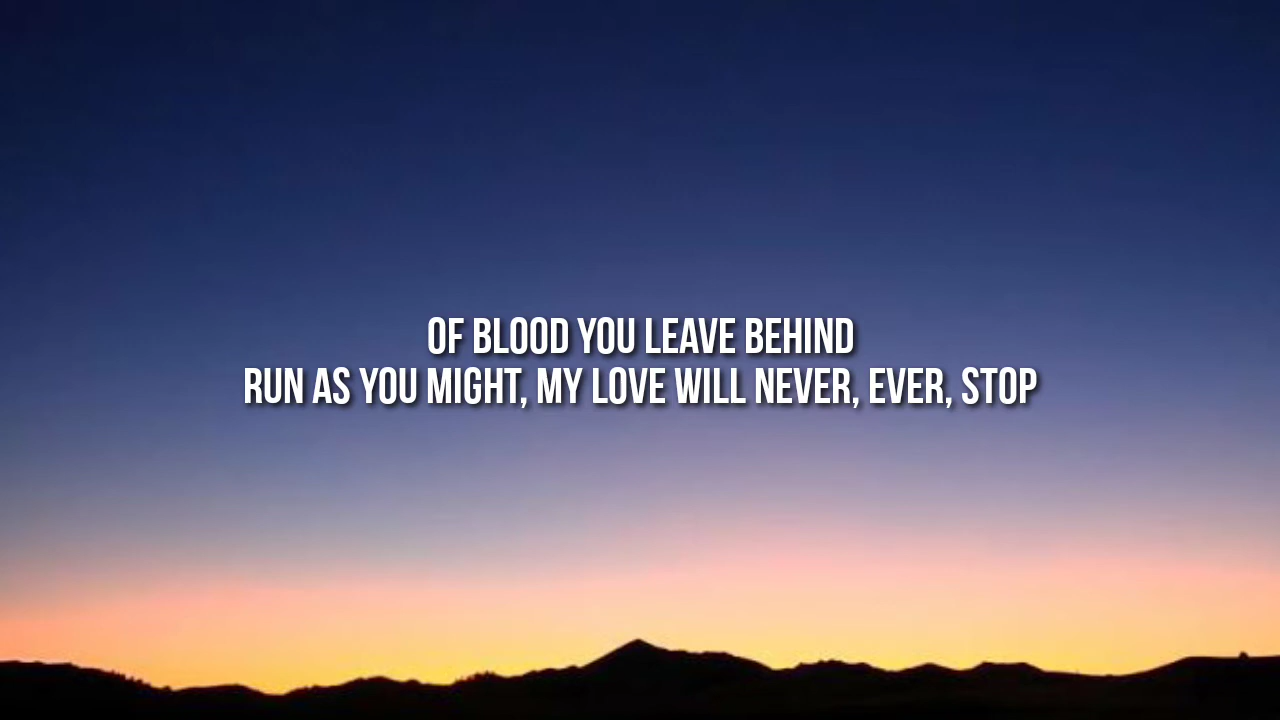 OF BLOOD YOU LEAVE BEHIND
RUN AS YOU MIGHT, MY LOVE WILL NEVER, EVER, STOP